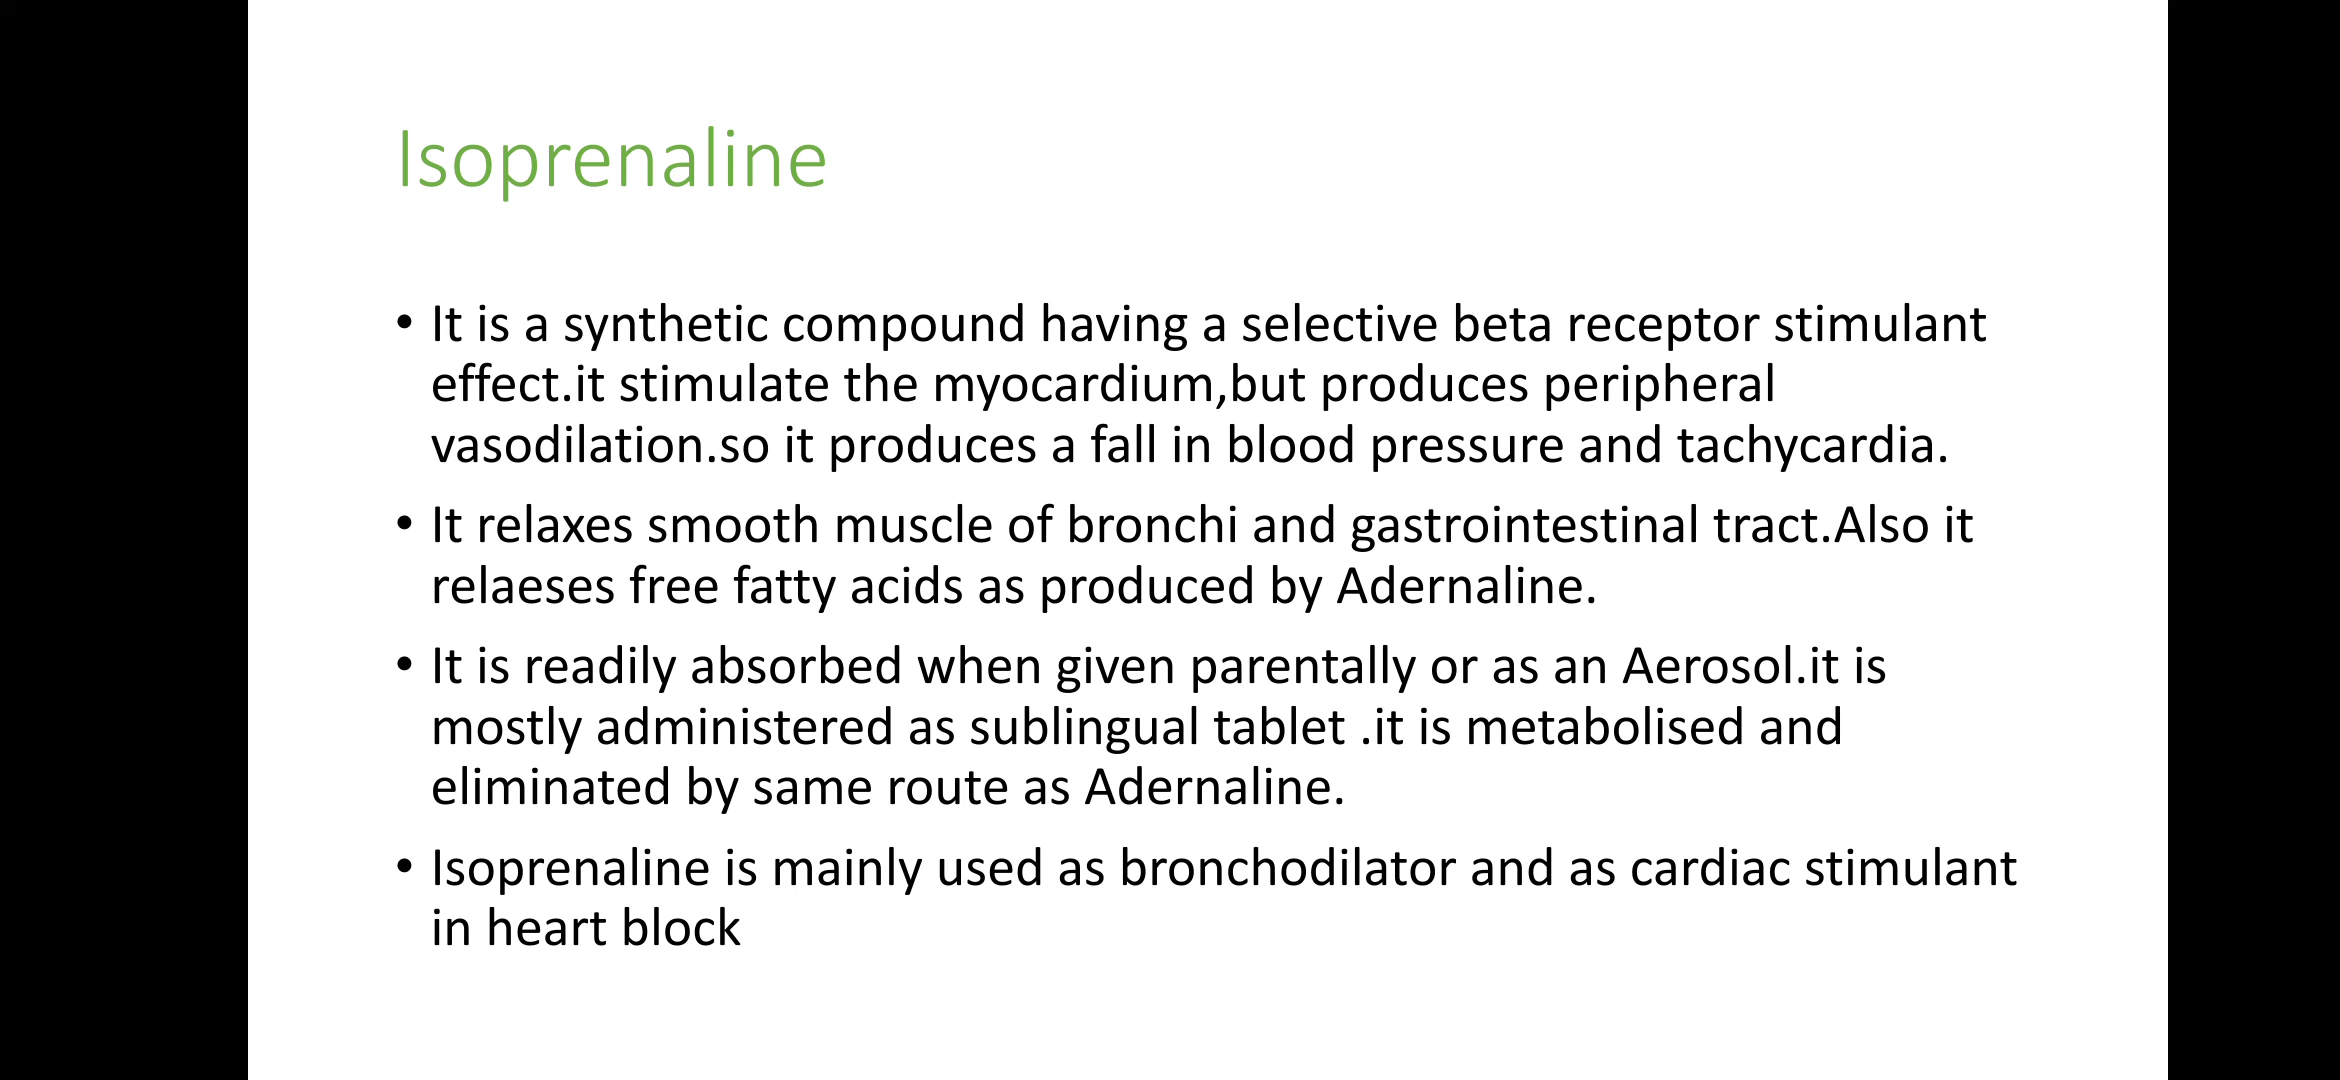 Isoprenaline
• It is a synthetic compound having a selective beta receptor stimulant
effect.it stimulate the myocardium,but produces peripheral
vasodilation.so it produces a fall in blood pressure and tachycardia.
• It relaxes smooth muscle of bronchi and gastrointestinal tract.Also it
relaeses free fatty acids as produced by Adernaline.
• It is readily absorbed when given parentally or as an Aerosol.it is
mostly administered as sublingual tablet .it is metabolised and
eliminated by same route as Adernaline.
• Isoprenaline is mainly used as bronchodilator and as cardiac stimulant
in heart block